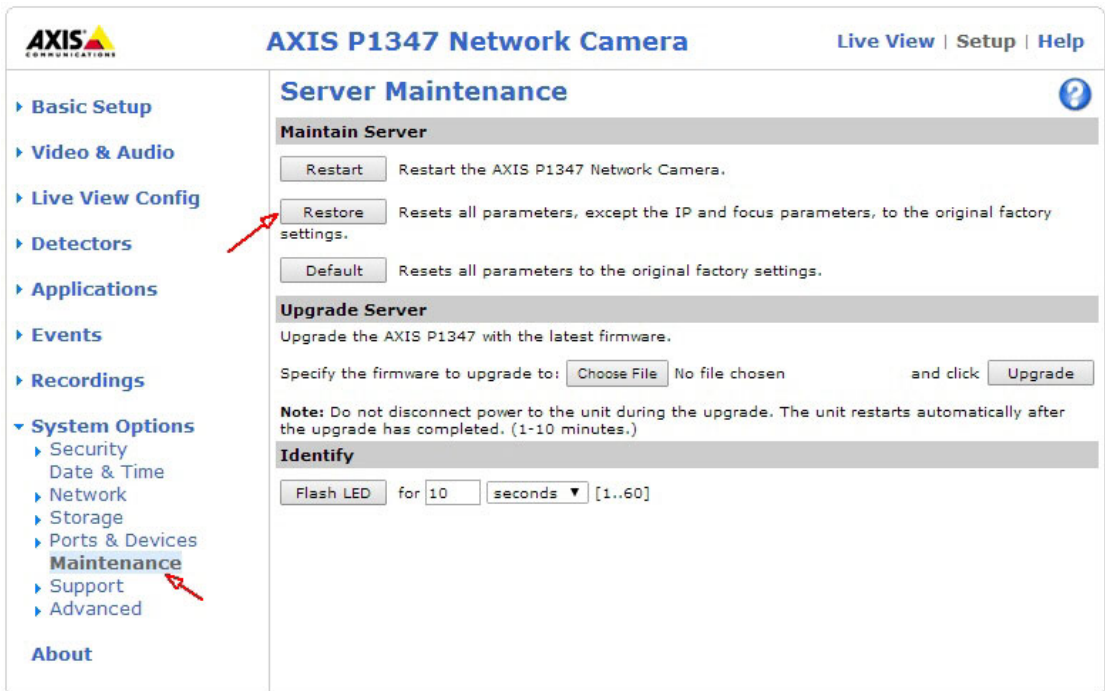 AXIS
COMMUNICATIONS
AXIS P1347 Network Camera
Live View | Setup | Help
Basic Setup
Video & Audio
Live View Config
Detectors
Applications
Events
Recordings
System Options
Security
Date & Time
Network
Storage
Ports & Devices
Maintenance
Support
Advanced
About
Server Maintenance
?
Maintain Server
Restart Restart the AXIS P1347 Network Camera.
Restore Resets all parameters, except the IP and focus parameters, to the original factory
settings.
Default Resets all parameters to the original factory settings.
Upgrade Server
Upgrade the AXIS P1347 with the latest firmware.
Specify the firmware to upgrade to: Choose File No file chosen and click Upgrade
Note: Do not disconnect power to the unit during the upgrade. The unit restarts automatically after
the upgrade has completed. (1-10 minutes.)
Identify
Flash LED for 10 seconds [1..60]